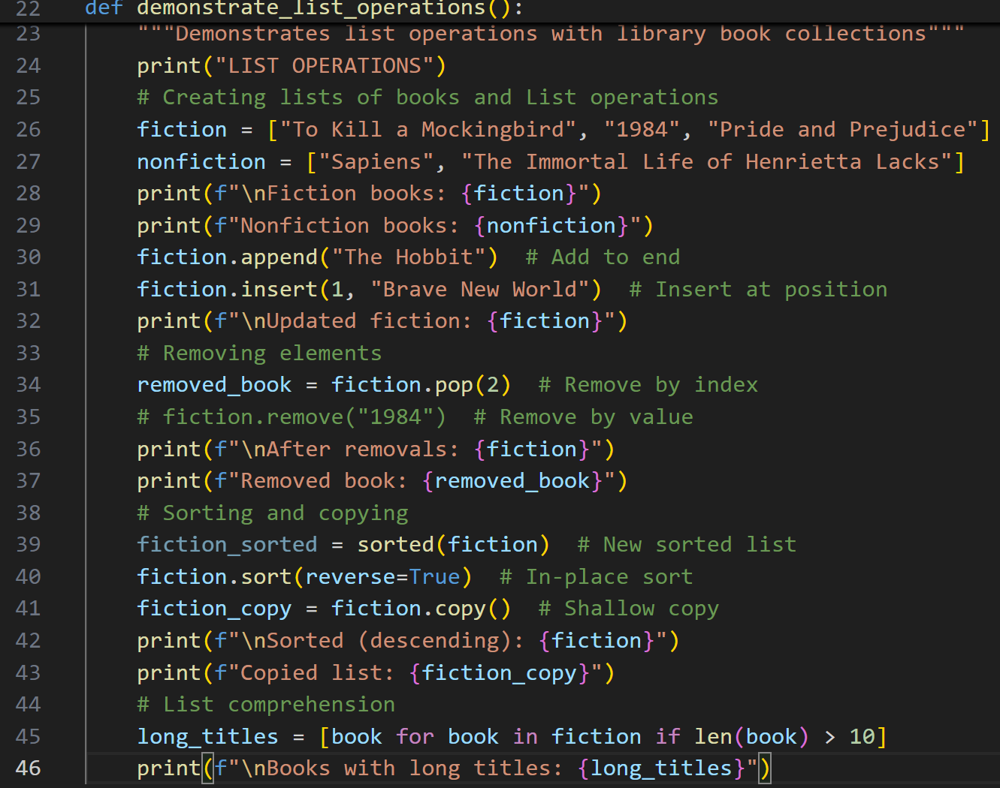 22 def demonstrate_list_operations():
23     """Demonstrates list operations with library book collections"""
24     print("LIST OPERATIONS")
25     # Creating lists of books and List operations
26     fiction = ["To Kill a Mockingbird", "1984", "Pride and Prejudice"]
27     nonfiction = ["Sapiens", "The Immortal Life of Henrietta Lacks"]
28     print(f"\nFiction books: {fiction}")
29     print(f"Nonfiction books: {nonfiction}")
30     fiction.append("The Hobbit")  # Add to end
31     fiction.insert(1, "Brave New World")  # Insert at position
32     print(f"\nUpdated fiction: {fiction}")
33     # Removing elements
34     removed_book = fiction.pop(2)  # Remove by index
35     # fiction.remove("1984")  # Remove by value
36     print(f"\nAfter removals: {fiction}")
37     print(f"Removed book: {removed_book}")
38     # Sorting and copying
39     fiction_sorted = sorted(fiction)  # New sorted list
40     fiction.sort(reverse=True)  # In-place sort
41     fiction_copy = fiction.copy()  # Shallow copy
42     print(f"\nSorted (descending): {fiction}")
43     print(f"Copied list: {fiction_copy}")
44     # List comprehension
45     long_titles = [book for book in fiction if len(book) > 10]
46     print(f"\nBooks with long titles: {long_titles}")